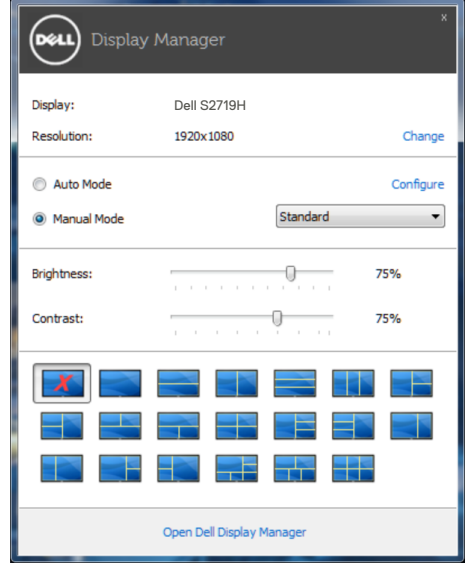 DELL Display Manager x
Display: Dell S2719H
Resolution: 1920x1080 Change
Auto Mode Configure
Manual Mode Standard
Brightness: 75%
Contrast: 75%
Open Dell Display Manager